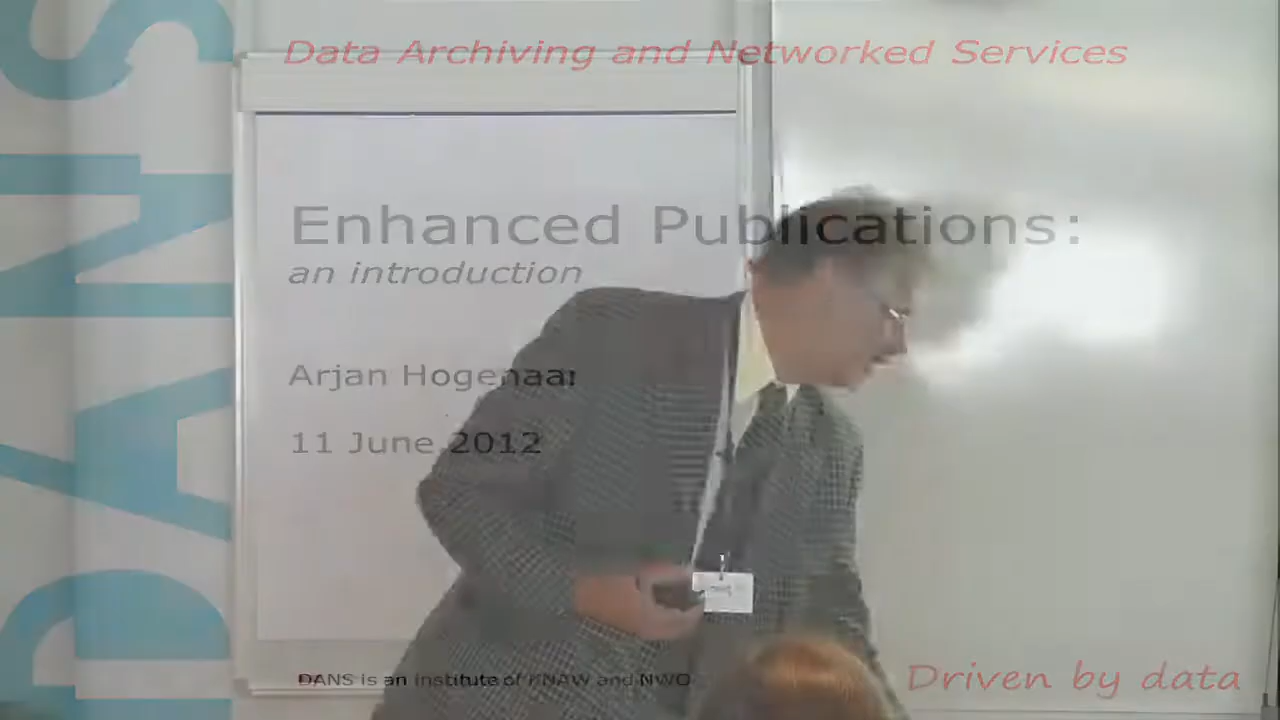 Data Archiving and Networked Services
DANS
Enhanced Publications:
an introduction
Arjan Hogenaar
11 June 2012
DANS is an institute of KNAW and NWO
Driven by data